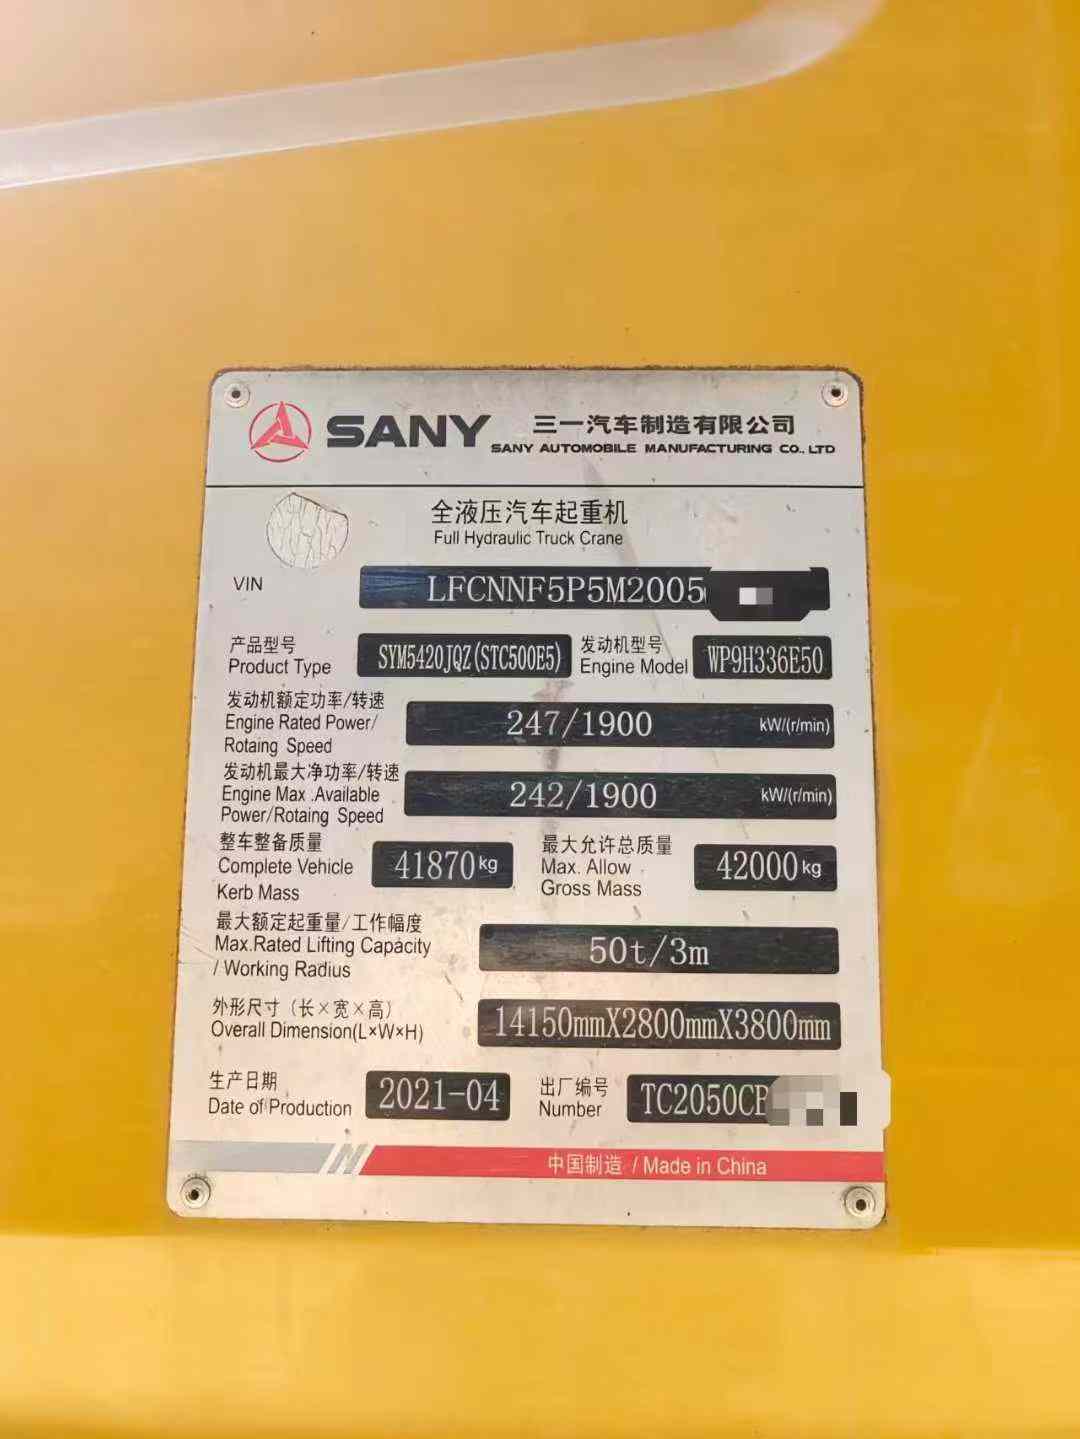 SANY 三一汽车制造有限公司
SANY AUTOMOBILE MANUFACTURING CO., LTD
全液压汽车起重机
Full Hydraulic Truck Crane
VIN LFCNNF5P5M2005
产品型号 SYM5420JQZ(STC500E5) 发动机型号 WP9H336E50
Product Type Engine Model
发动机额定功率/转速
Engine Rated Power/ 247/1900 kW/(r/min)
Rotaing Speed
发动机最大净功率/转速
Engine Max .Available 242/1900 kW/(r/min)
Power/Rotaing Speed
整车整备质量 最大允许总质量
Complete Vehicle 41870kg Max. Allow 42000kg
Kerb Mass Gross Mass
最大额定起重量/工作幅度
Max.Rated Lifting Capacity 50t/3m
/ Working Radius
外形尺寸（长×宽×高）
Overall Dimension(L×W×H) 14150mmX2800mmX3800mm
生产日期 2021-04 出厂编号 TC2050CB
Date of Production Number
中国制造 / Made in China